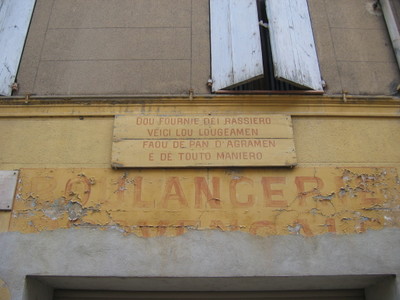 DOU FOURNIE DEI RASSIERO
VEICI LOU LOUGEAMEN
FAOU DE PAN D'AGRAMEN
E DE TOUTO MANIERO
LANGER